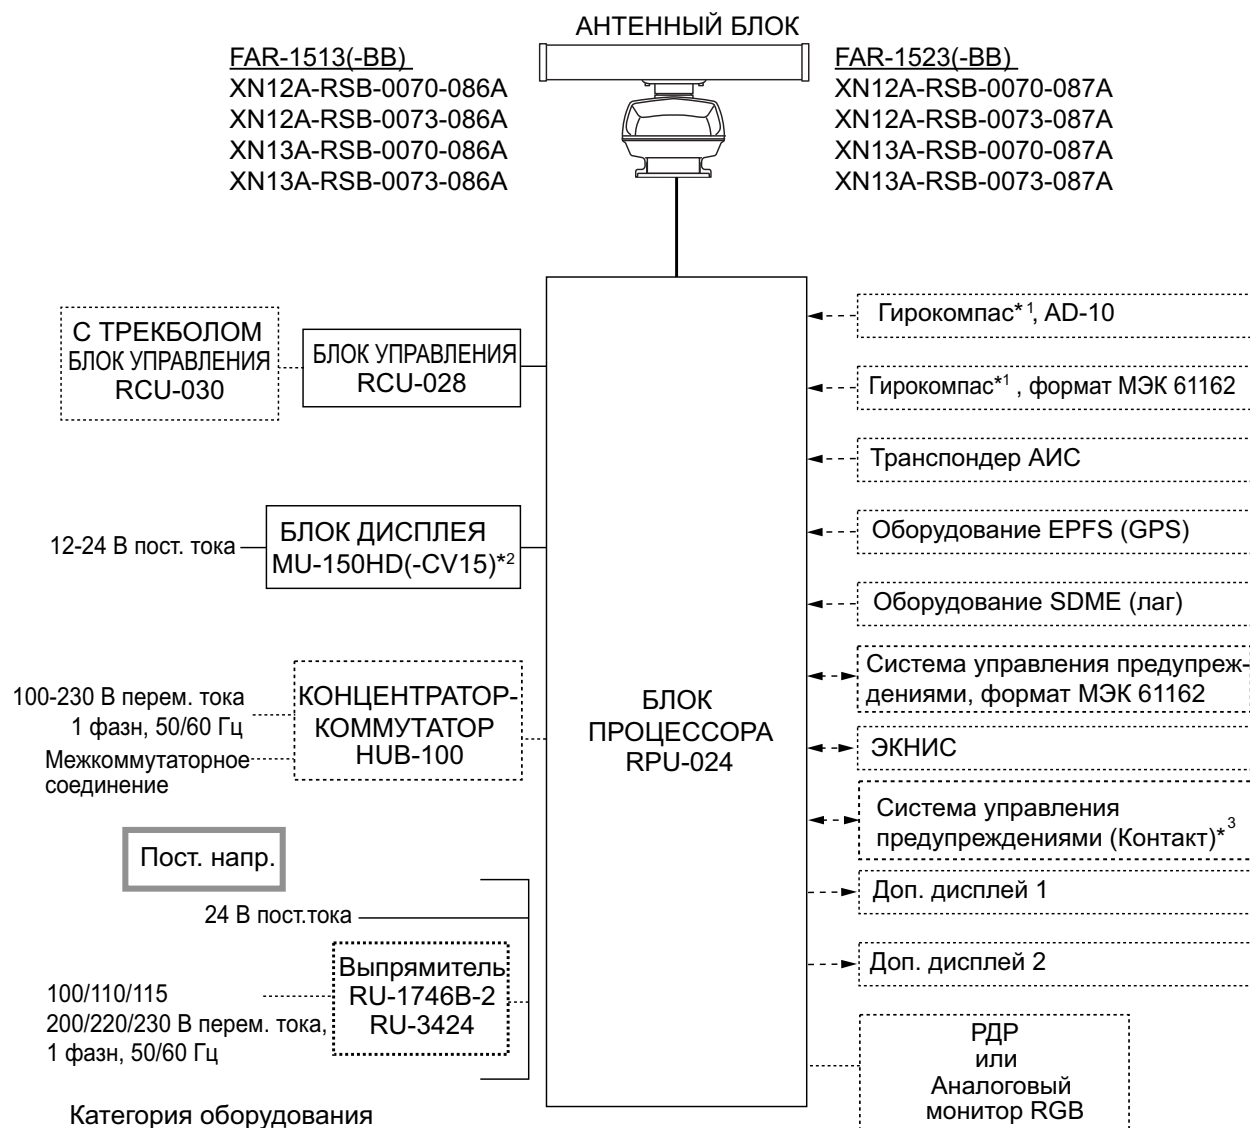 АНТЕННЫЙ БЛОК
FAR-1513(-BB)
XN12A-RSB-0070-086A
XN12A-RSB-0073-086A
XN13A-RSB-0070-086A
XN13A-RSB-0073-086A
FAR-1523(-BB)
XN12A-RSB-0070-087A
XN12A-RSB-0073-087A
XN13A-RSB-0070-087A
XN13A-RSB-0073-087A
С ТРЕКБОЛОМ
БЛОК УПРАВЛЕНИЯ
RCU-030
БЛОК УПРАВЛЕНИЯ
RCU-028
12-24 В пост. тока
БЛОК ДИСПЛЕЯ
MU-150HD(-CV15)*2
100-230 В перем. тока
1 фазн, 50/60 Гц
Межкоммутаторное
соединение
КОНЦЕНТРАТОР-
КОММУТАТОР
HUB-100
Пост. напр.
24 В пост.тока
Выпрямитель
RU-1746B-2
RU-3424
100/110/115
200/220/230 В перем. тока,
1 фазн, 50/60 Гц
Категория оборудования
БЛОК
ПРОЦЕССОРА
RPU-024
Гирокомпас*1, AD-10
Гирокомпас*1 , формат МЭК 61162
Транспондер АИС
Оборудование EPFS (GPS)
Оборудование SDME (лаг)
Система управления предупреж-
дениями, формат МЭК 61162
ЭКНИС
Система управления
предупреждениями (Контакт)*3
Доп. дисплей 1
Доп. дисплей 2
РДР
или
Аналоговый
монитор RGB